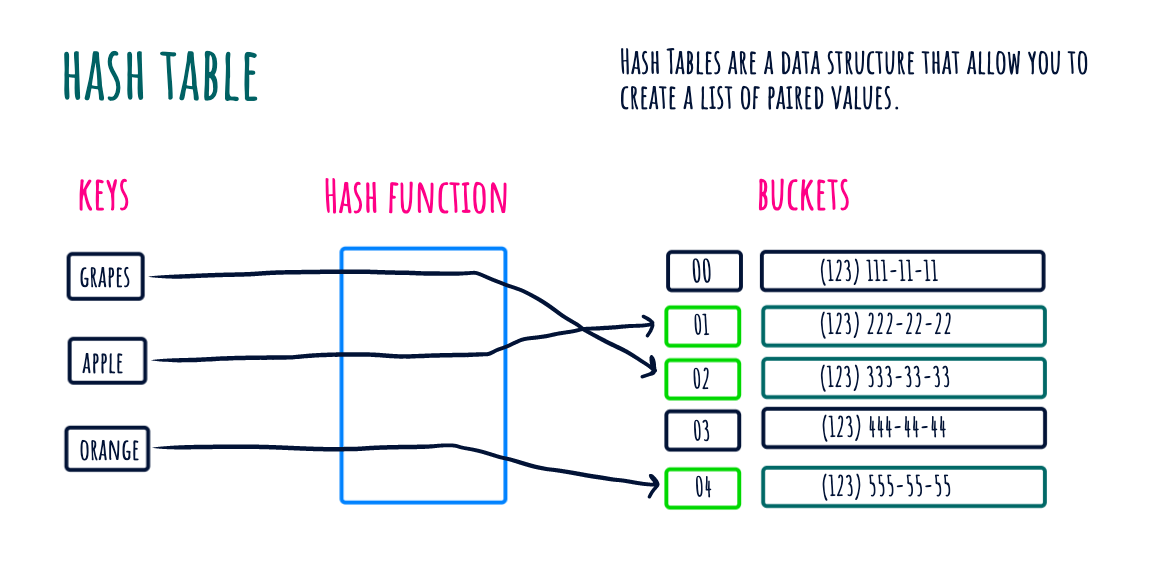 HASH TABLE
HASH TABLES ARE A DATA STRUCTURE THAT ALLOW YOU TO
CREATE A LIST OF PAIRED VALUES.
KEYS
HASH FUNCTION
BUCKETS
GRAPES
APPLE
ORANGE
00 (123) 111-11-11
01 (123) 222-22-22
02 (123) 333-33-33
03 (123) 444-44-44
04 (123) 555-55-55